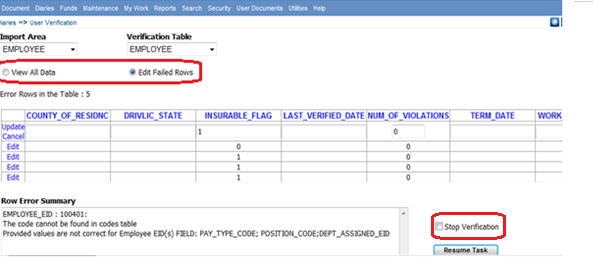 Document Diaries Funds Maintenance My Work Reports Search Security User Documents Utilities Help
iaries => User Verification
Import Area Verification Table
EMPLOYEE EMPLOYEE
View All Data Edit Failed Rows
Error Rows in the Table : 5
COUNTY_OF_RESIDNC DRIVLIC_STATE INSURABLE_FLAG LAST_VERIFIED_DATE NUM_OF_VIOLATIONS TERM_DATE WORK
Update Cancel 1 0
Edit 0 0
Edit 1 0
Edit 1 0
Edit 1 0
Row Error Summary
EMPLOYEE_EID : 100401:
The code cannot be found in codes table
Provided values are not correct for Employee EID(s) FIELD: PAY_TYPE_CODE; POSITION_CODE;DEPT_ASSIGNED_EID
Stop Verification
Resume Task